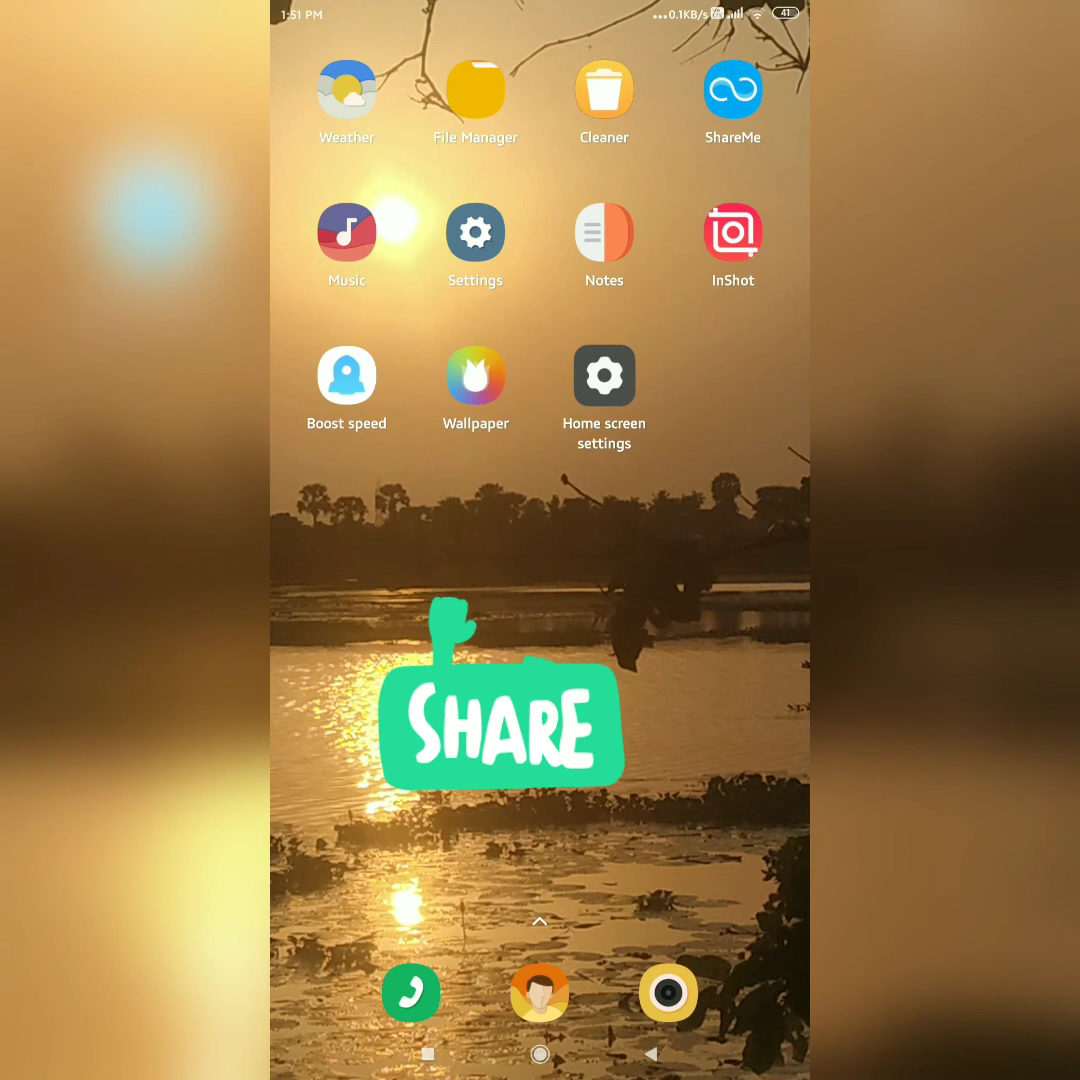 1:51 PM
...0.1KB/s
41
Weather
File Manager
Cleaner
ShareMe
Music
Settings
Notes
InShot
Boost speed
Wallpaper
Home screen
settings
SHARE